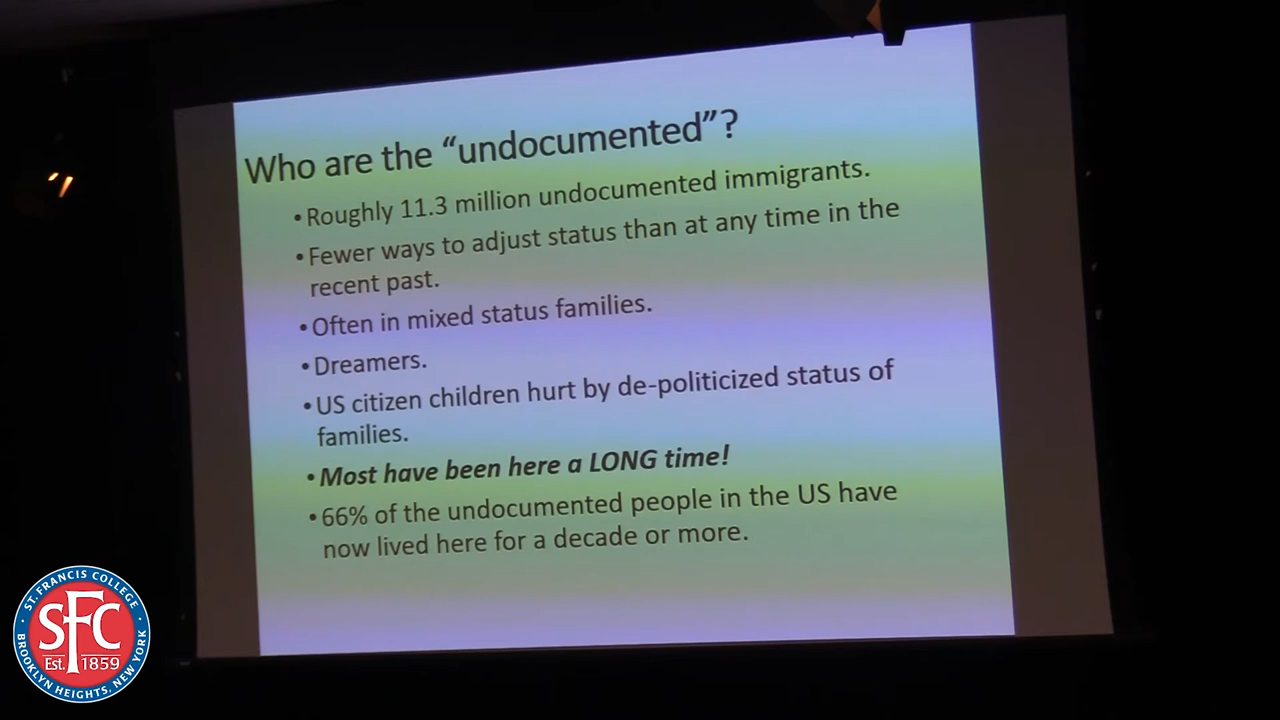 Who are the “undocumented”?
•Roughly 11.3 million undocumented immigrants.
•Fewer ways to adjust status than at any time in the
recent past.
•Often in mixed status families.
•Dreamers.
•US citizen children hurt by de-politicized status of
families.
•Most have been here a LONG time!
•66% of the undocumented people in the US have
now lived here for a decade or more.
· ST. FRANCIS COLLEGE ·
SFC
Est. 1859
BROOKLYN HEIGHTS, NEW YORK